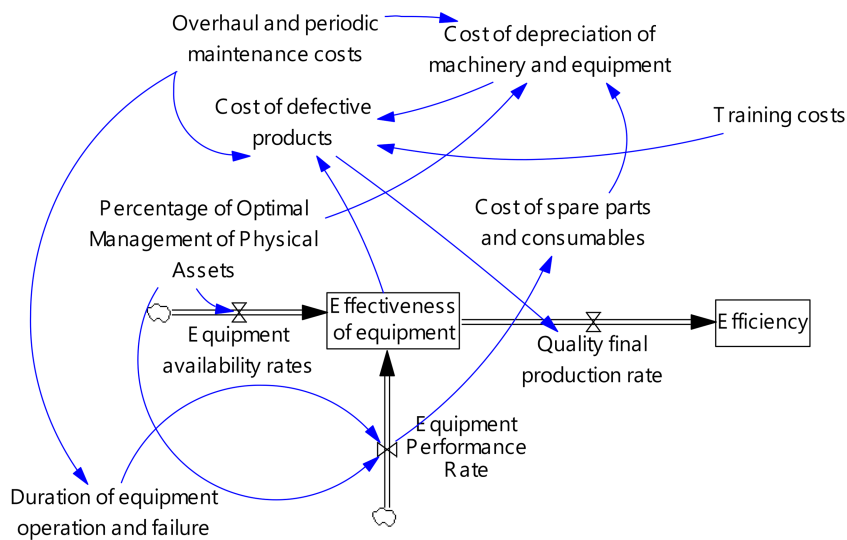 Overhaul and periodic
maintenance costs
Cost of depreciation of
machinery and equipment
Cost of defective
products
Training costs
Percentage of Optimal
Management of Physical
Assets
Cost of spare parts
and consumables
Effectiveness
of equipment
Efficiency
Equipment
availability rates
Quality final
production rate
Equipment
Performance
Rate
Duration of equipment
operation and failure